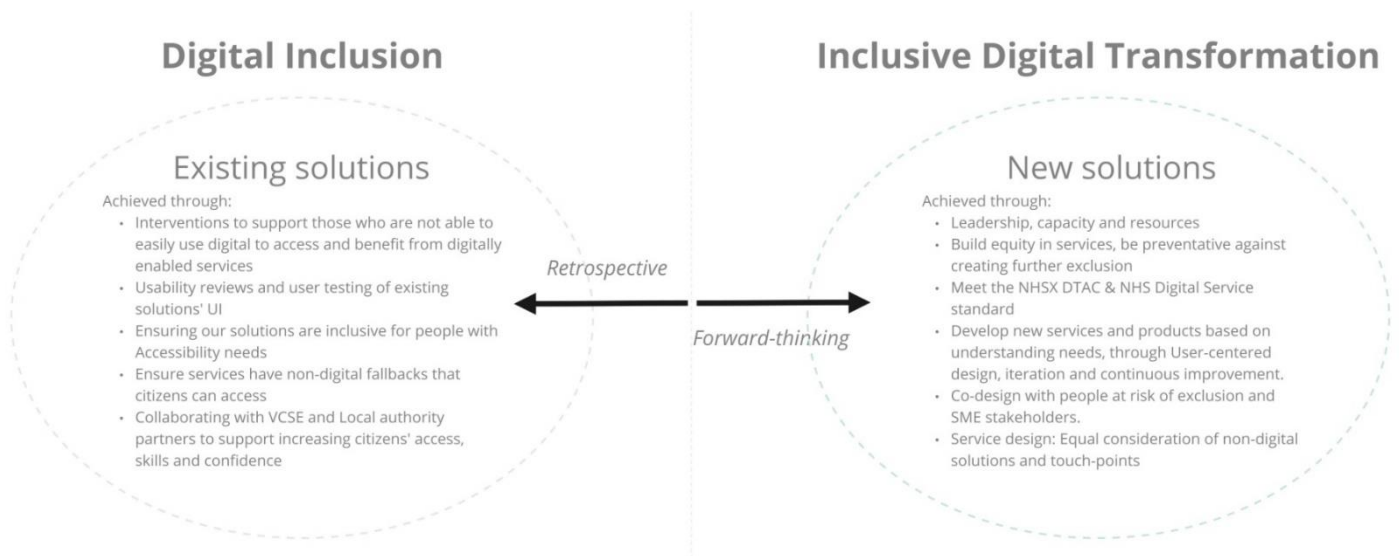 Digital Inclusion
Existing solutions
Achieved through:
• Interventions to support those who are not able to
easily use digital to access and benefit from digitally
enabled services
• Usability reviews and user testing of existing
solutions' UI
• Ensuring our solutions are inclusive for people with
Accessibility needs
• Ensure services have non-digital fallbacks that
citizens can access
• Collaborating with VCSE and Local authority
partners to support increasing citizens' access,
skills and confidence
Retrospective
Forward-thinking
Inclusive Digital Transformation
New solutions
Achieved through:
• Leadership, capacity and resources
• Build equity in services, be preventative against
creating further exclusion
• Meet the NHSX DTAC & NHS Digital Service
standard
• Develop new services and products based on
understanding needs, through User-centered
design, iteration and continuous improvement.
• Co-design with people at risk of exclusion and
SME stakeholders.
• Service design: Equal consideration of non-digital
solutions and touch-points